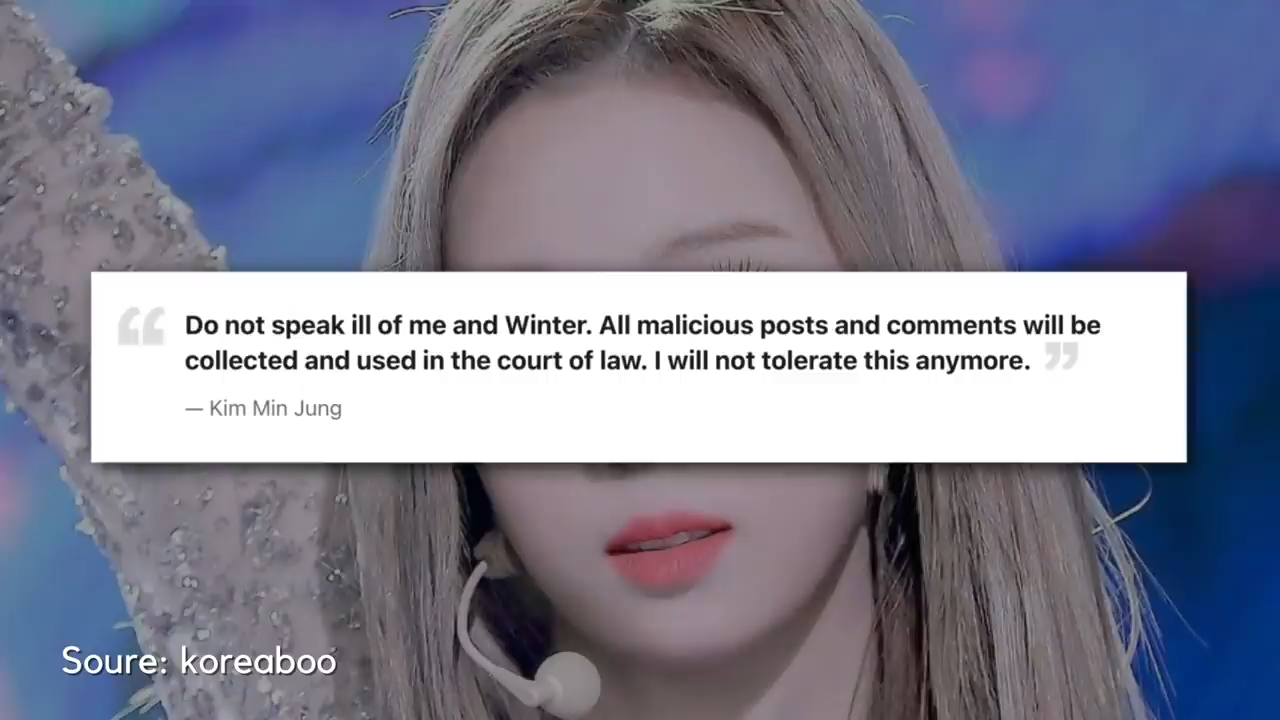 “ Do not speak ill of me and Winter. All malicious posts and comments will be
collected and used in the court of law. I will not tolerate this anymore. ”
— Kim Min Jung
Soure: koreaboo